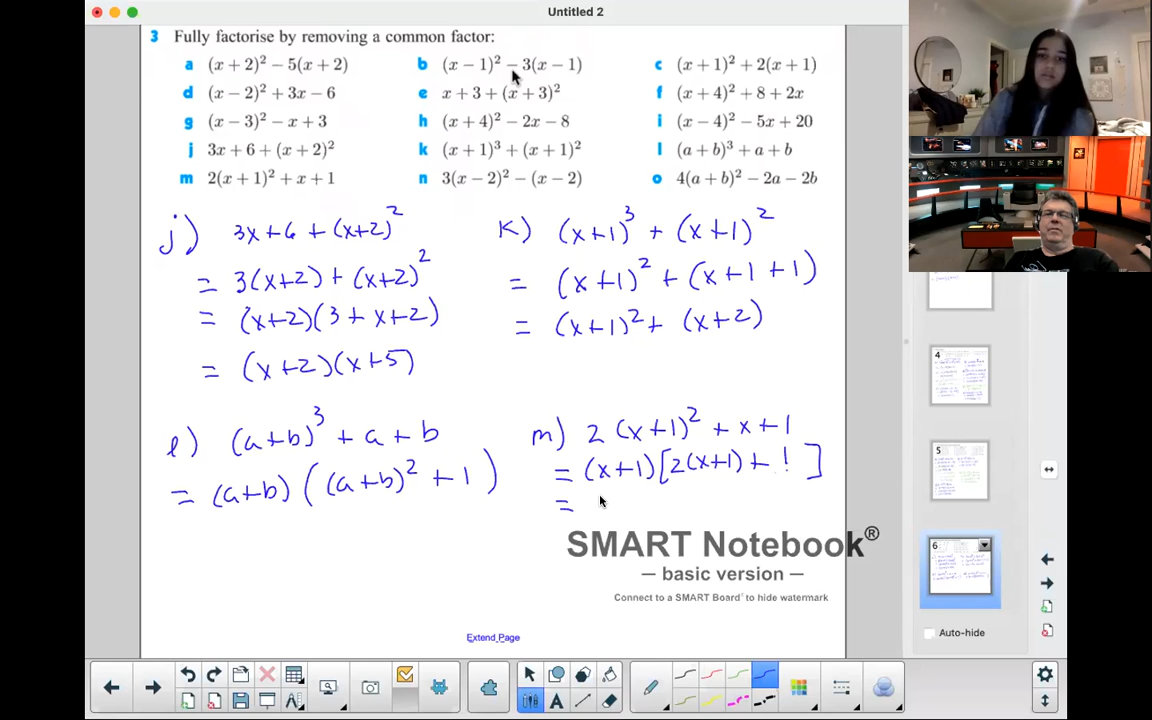 Untitled 2
3 Fully factorise by removing a common factor:
a (x + 2)² − 5(x + 2)
b (x − 1)² − 3(x − 1)
c (x + 1)² + 2(x + 1)
d (x − 2)² + 3x − 6
e x + 3 + (x + 3)²
f (x + 4)² + 8 + 2x
g (x − 3)² − x + 3
h (x + 4)² − 2x − 8
i (x − 4)² − 5x + 20
j 3x + 6 + (x + 2)²
k (x + 1)³ + (x + 1)²
l (a + b)³ + a + b
m 2(x + 1)² + x + 1
n 3(x − 2)² − (x − 2)
o 4(a + b)² − 2a − 2b
j) 3x+6 + (x+2)²
= 3(x+2) + (x+2)²
= (x+2)(3 + x+2)
= (x+2)(x+5)
k) (x+1)³ + (x+1)²
= (x+1)² + (x+1 +1)
= (x+1)² + (x+2)
l) (a+b)³ + a + b
= (a+b) ((a+b)² + 1)
m) 2 (x+1)² + x+1
= (x+1)[2(x+1) + ! ]
=
SMART Notebook®
— basic version —
Connect to a SMART Board® to hide watermark
Extend Page
4
5
6
Auto-hide